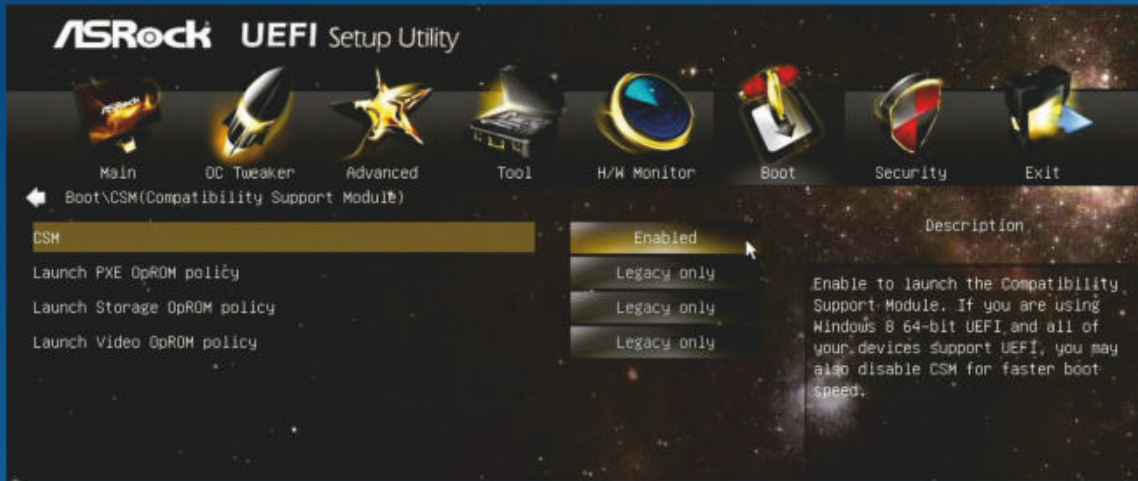 ASRock UEFI Setup Utility
ASRock
Main OC Tweaker Advanced Tool H/W Monitor Boot Security Exit
Boot\CSM(Compatibility Support Module)
CSM Enabled
Launch PXE OpROM policy Legacy only
Launch Storage OpROM policy Legacy only
Launch Video OpROM policy Legacy only
Description
Enable to launch the Compatibility
Support Module. If you are using
Windows 8 64-bit UEFI and all of
your devices support UEFI, you may
also disable CSM for faster boot
speed.